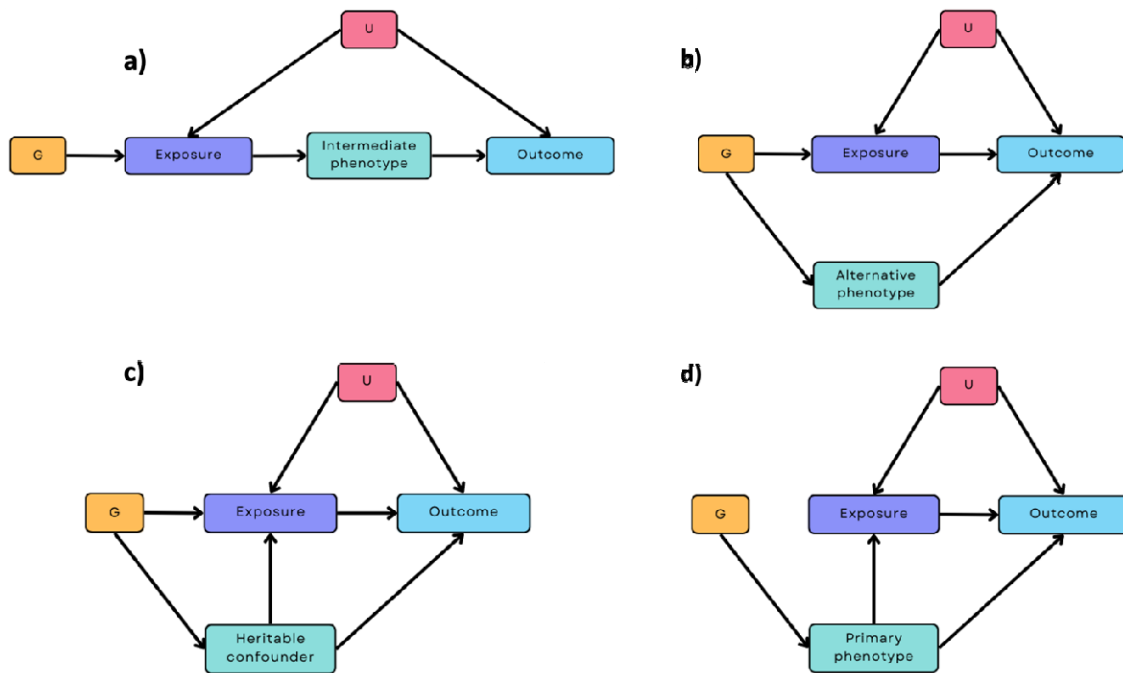 a)
U
G
Exposure
Intermediate
phenotype
Outcome
b)
U
G
Exposure
Outcome
Alternative
phenotype
c)
U
G
Exposure
Outcome
Heritable
confounder
d)
U
G
Exposure
Outcome
Primary
phenotype